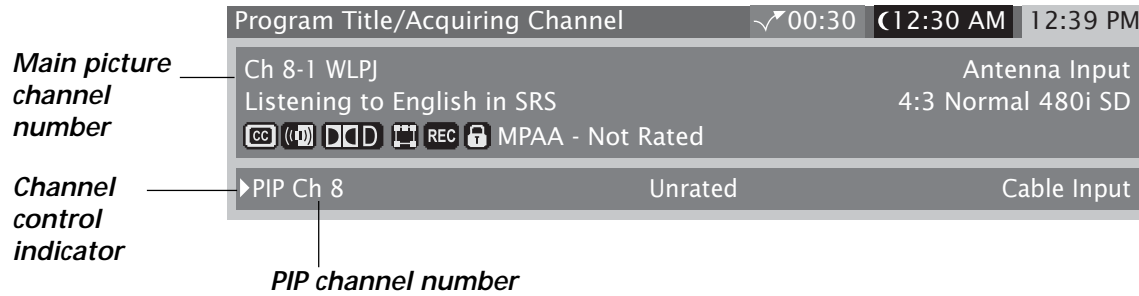 Program Title/Acquiring Channel 00:30 12:30 AM 12:39 PM
Main picture channel number
Ch 8-1 WLPJ Antenna Input
Listening to English in SRS 4:3 Normal 480i SD
CC REC MPAA - Not Rated
Channel control indicator
PIP Ch 8 Unrated Cable Input
PIP channel number